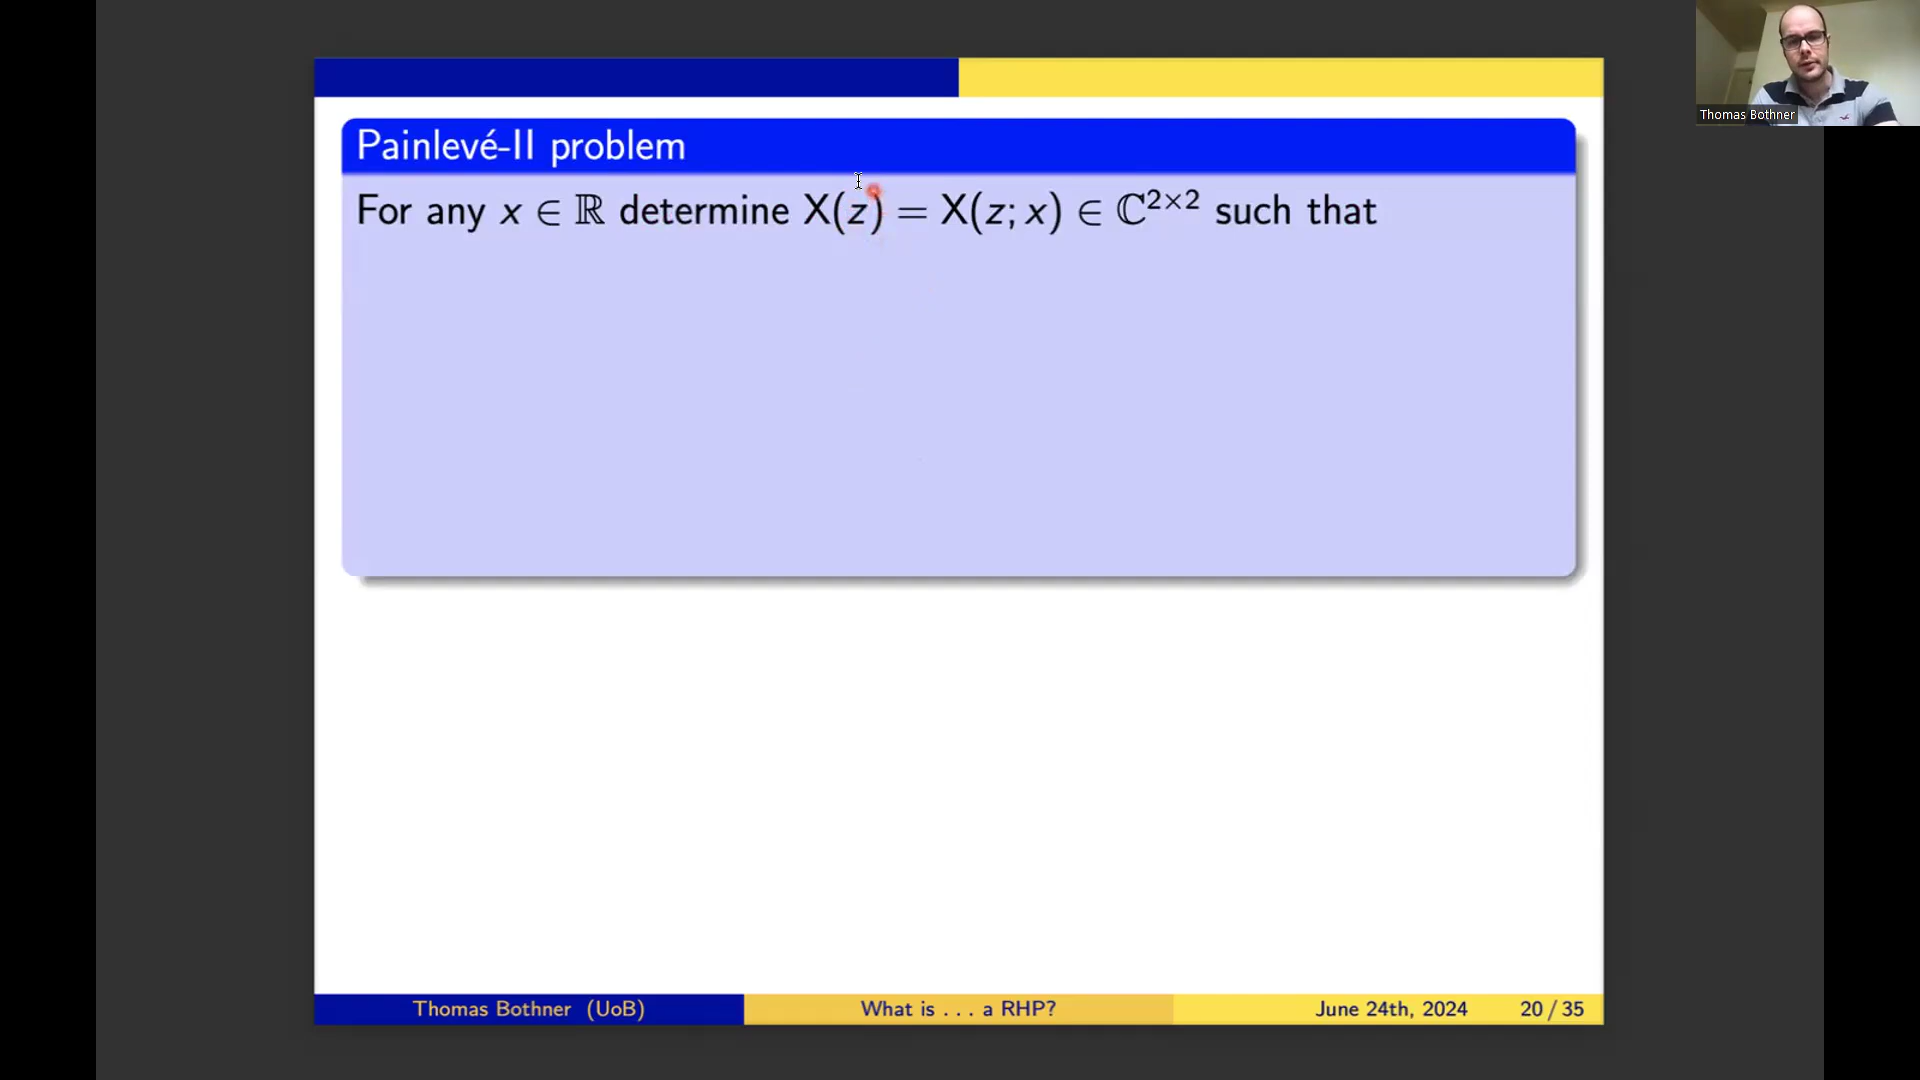 Thomas Bothner
Painlevé-II problem
For any x ∈ ℝ determine X(z) = X(z; x) ∈ ℂ^{2×2} such that
Thomas Bothner (UoB) What is . . . a RHP? June 24th, 2024 20 / 35